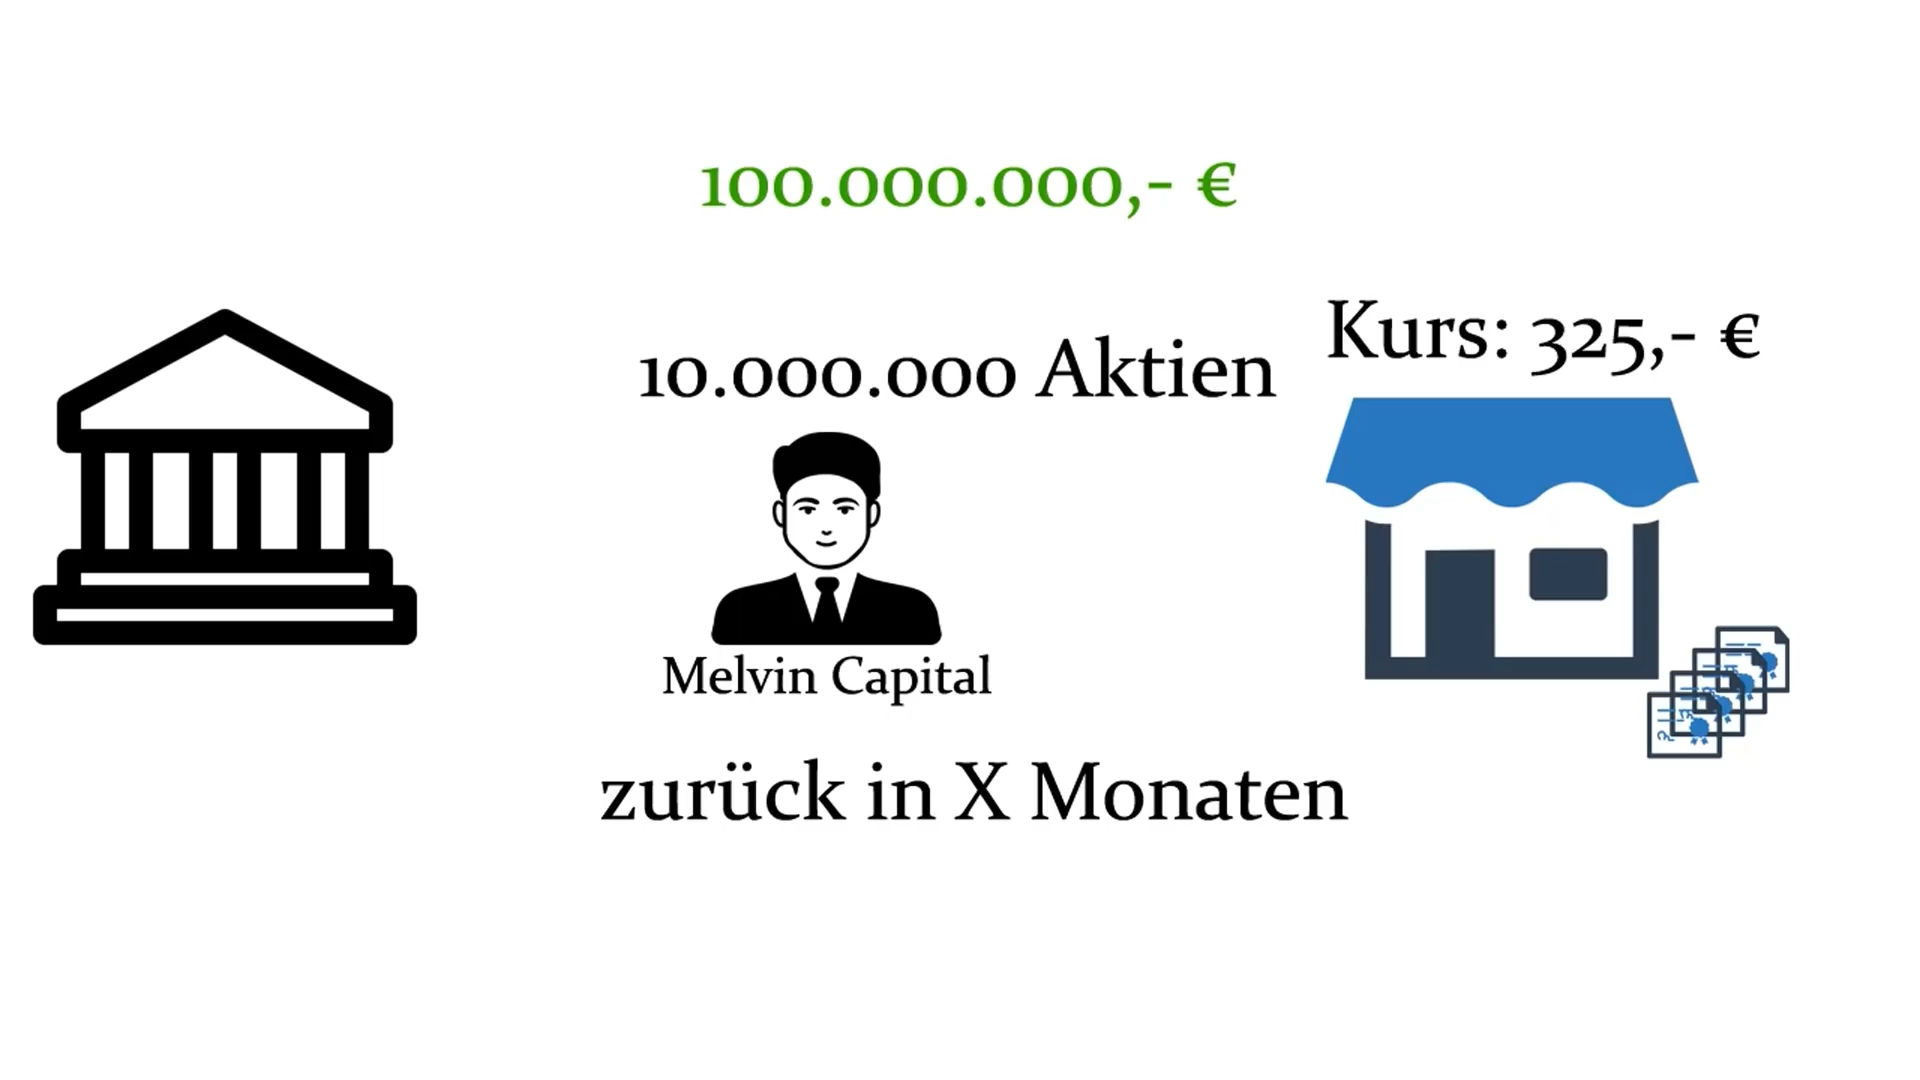 100.000.000,- €
10.000.000 Aktien
Kurs: 325,- €
Melvin Capital
zurück in X Monaten